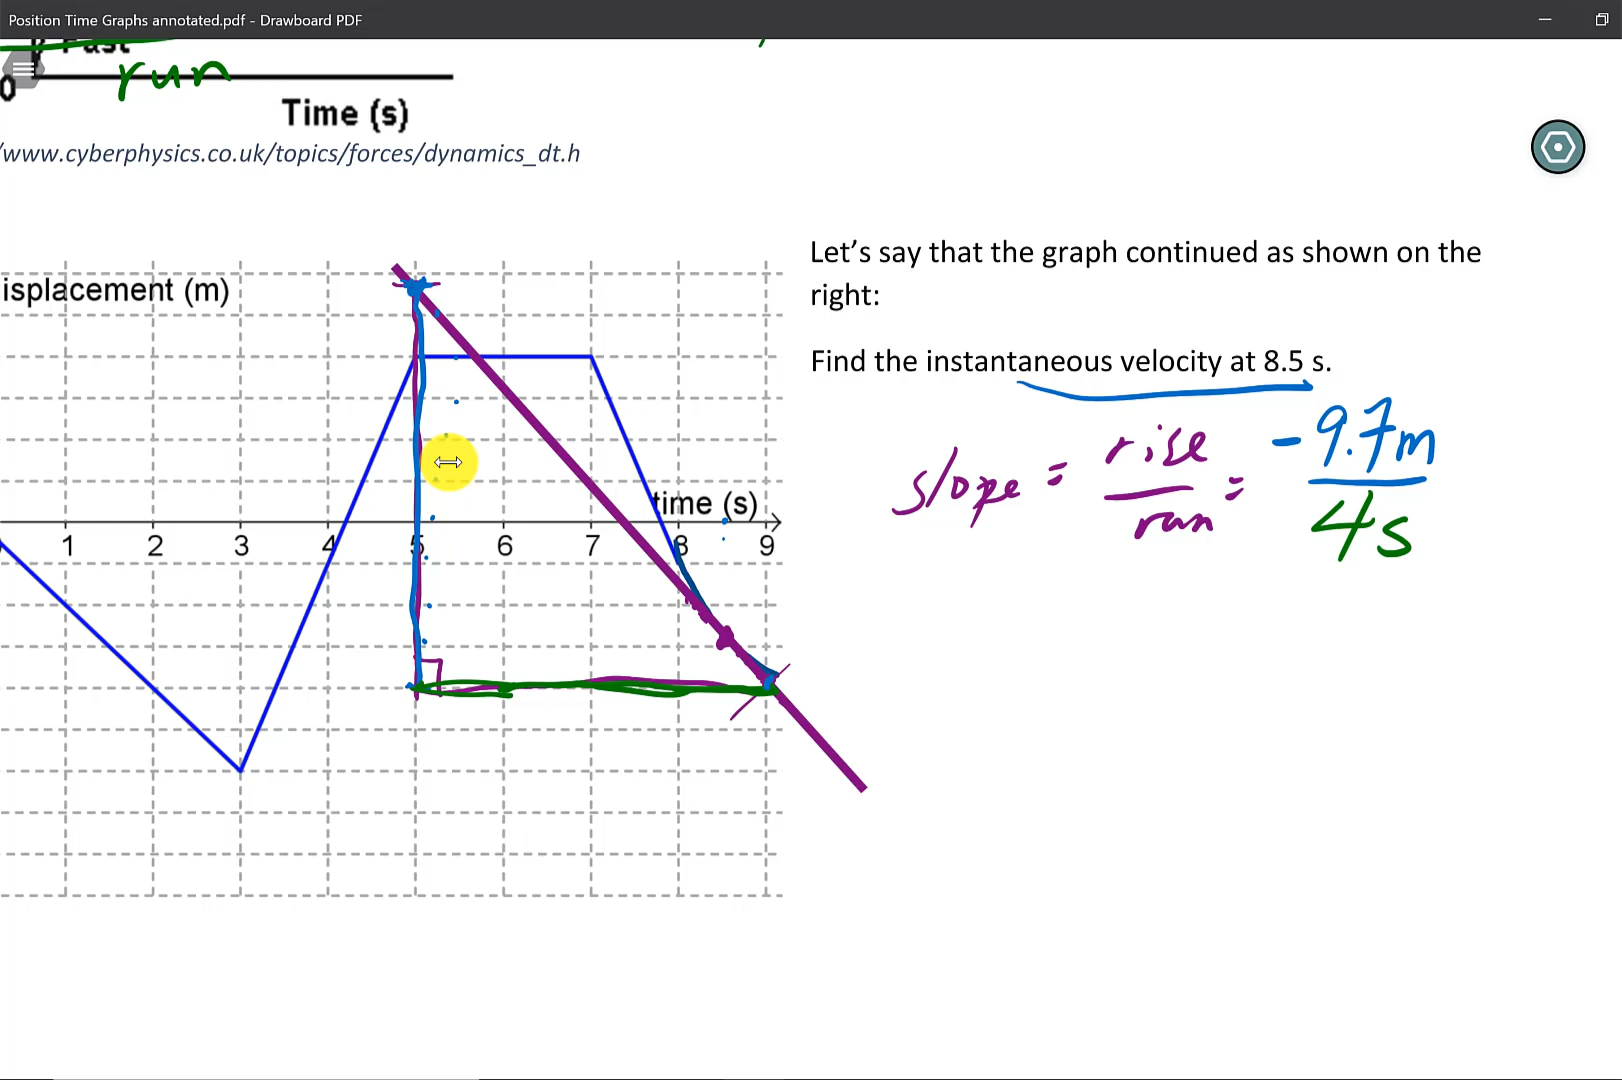 Position Time Graphs annotated.pdf - Drawboard PDF
Fast
run
0
Time (s)
/www.cyberphysics.co.uk/topics/forces/dynamics_dt.h
Let’s say that the graph continued as shown on the
right:
isplacement (m)
Find the instantaneous velocity at 8.5 s.
slope = rise/run = -9.7m/4s
time (s)
1 2 3 4 5 6 7 8 9